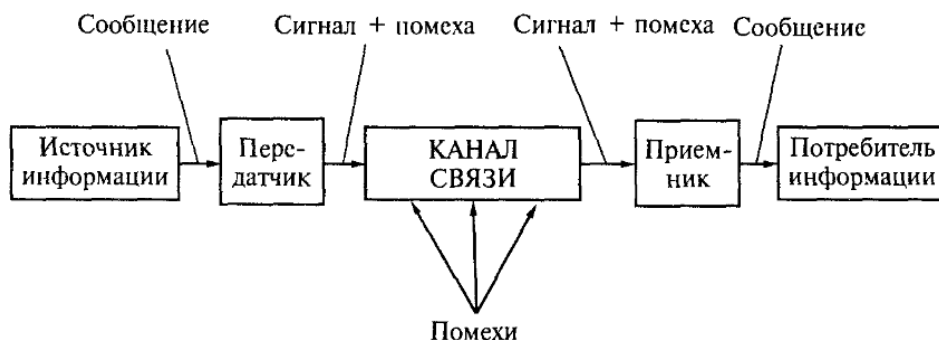 Сообщение
Сигнал + помеха
Сигнал + помеха
Сообщение
Источник
информации
Пере-
датчик
КАНАЛ
СВЯЗИ
Прием-
ник
Потребитель
информации
Помехи